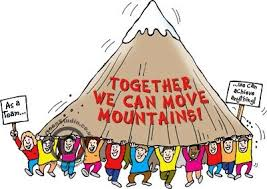 As a
Team...
TOGETHER
WE CAN MOVE
MOUNTAINS!
...we can
achieve
anything!